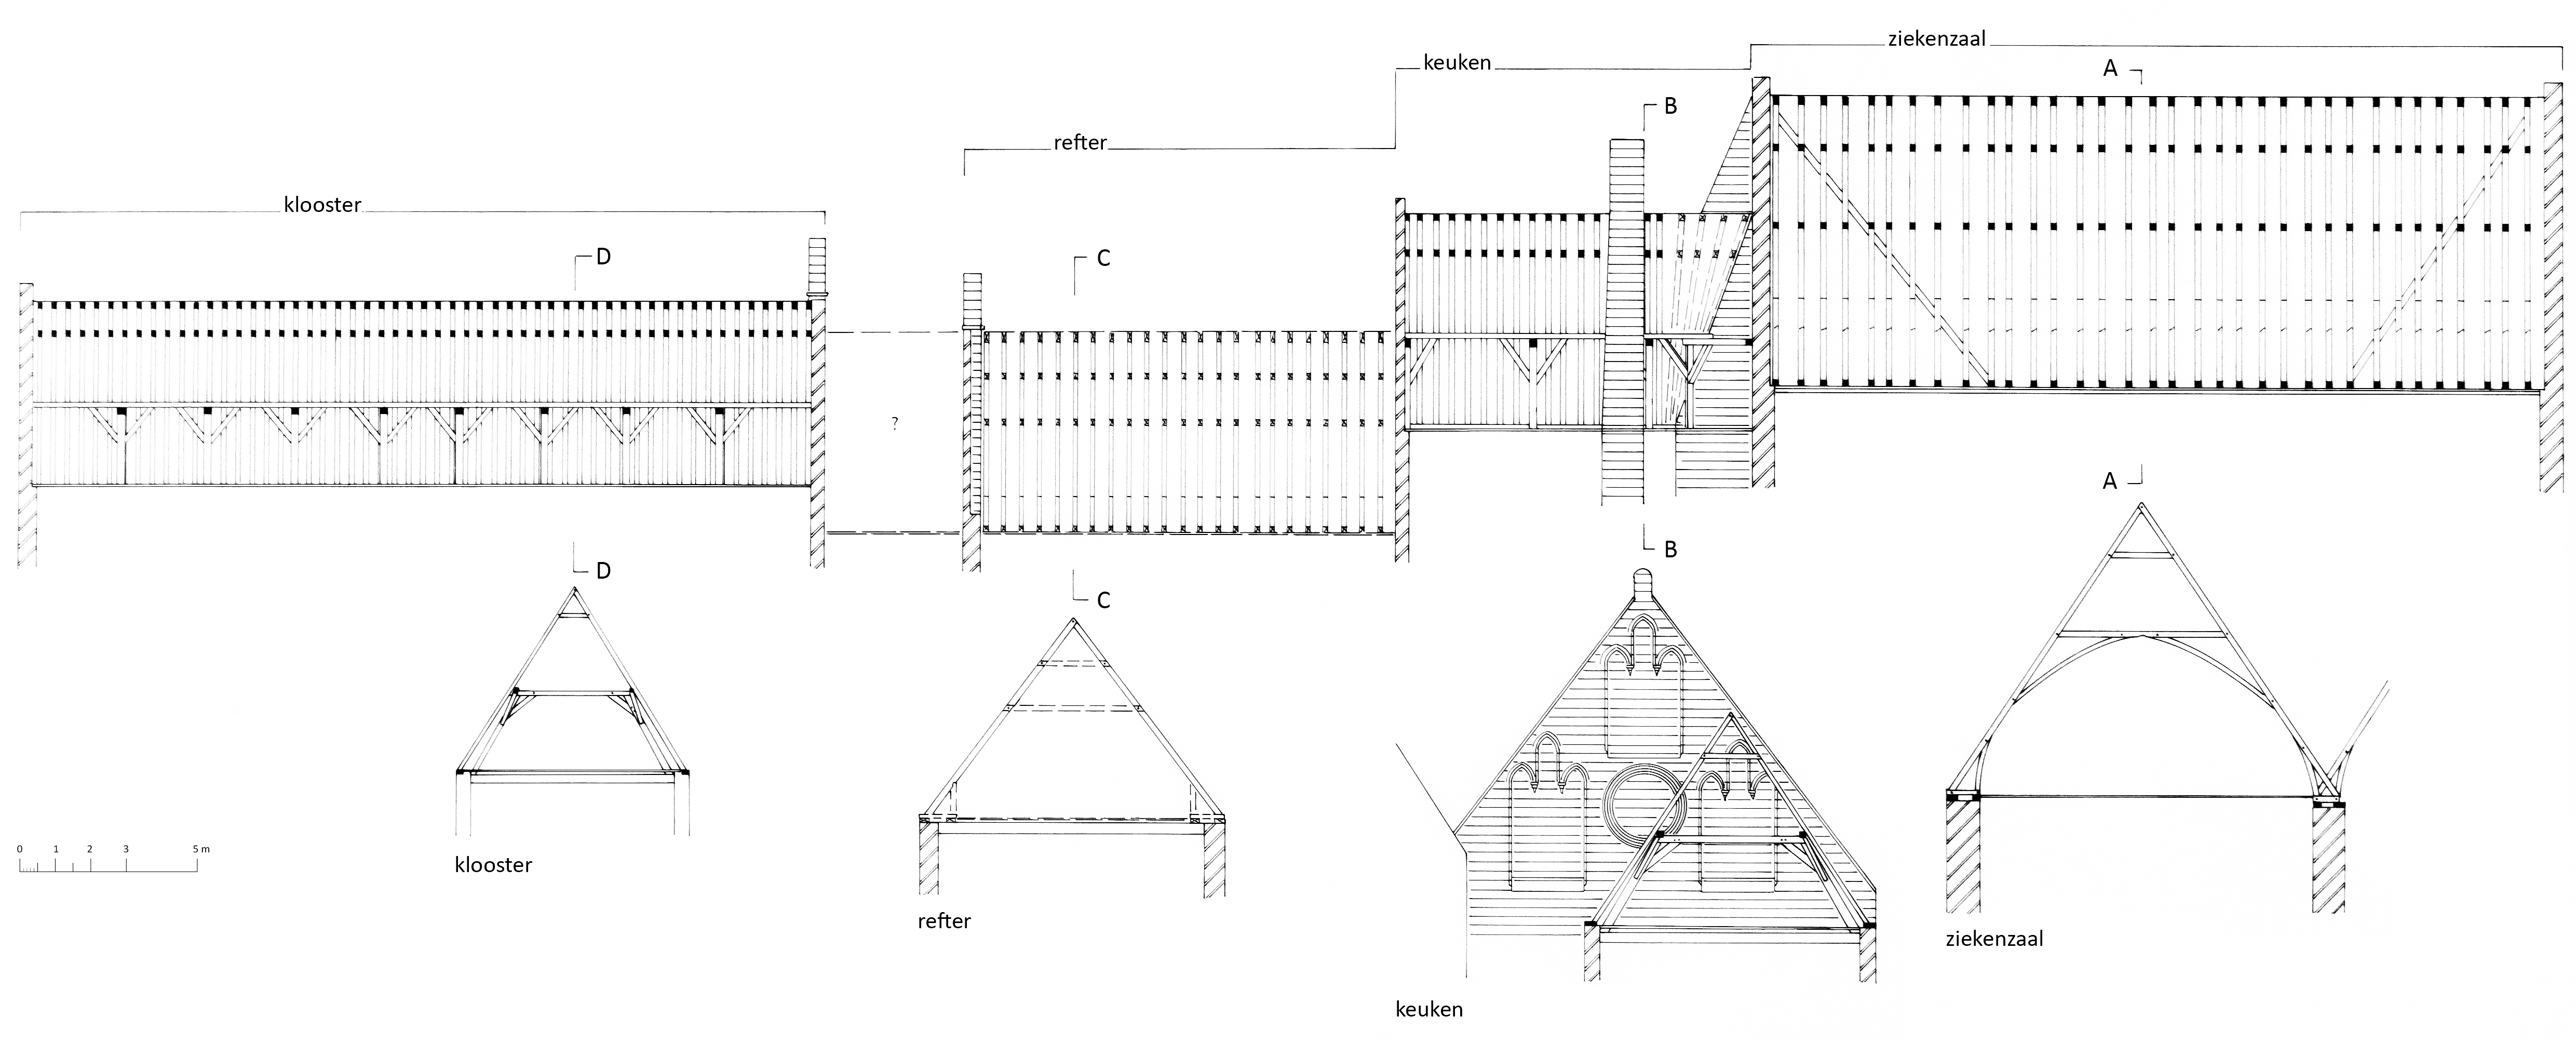 ziekenzaal
keuken
A
B
refter
klooster
D
C
?
A
B
D
C
0 1 2 3 5 m
klooster
refter
ziekenzaal
keuken